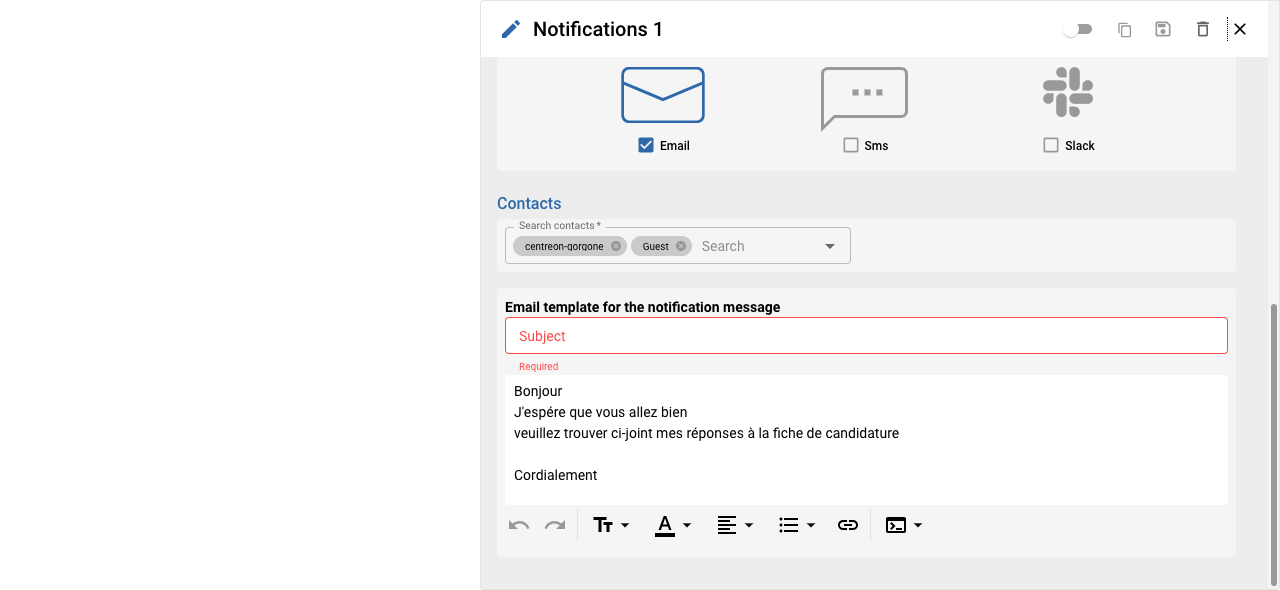 Notifications 1
Email
Sms
Slack
Contacts
Search contacts *
centreon-gorgone
Guest
Search
Email template for the notification message
Subject
Required
Bonjour
J'espére que vous allez bien
veuillez trouver ci-joint mes réponses à la fiche de candidature
Cordialement